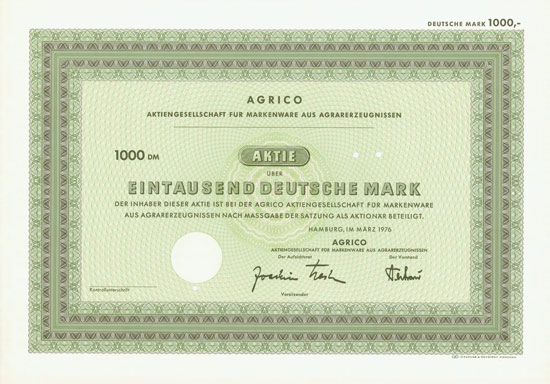 DEUTSCHE MARK 1000,-
AGRICO
AKTIENGESELLSCHAFT FÜR MARKENWARE AUS AGRARERZEUGNISSEN
1000 DM
AKTIE
ÜBER
EINTAUSEND DEUTSCHE MARK
DER INHABER DIESER AKTIE IST BEI DER AGRICO AKTIENGESELLSCHAFT FÜR MARKENWARE
AUS AGRARERZEUGNISSEN NACH MASSGABE DER SATZUNG ALS AKTIONÄR BETEILIGT.
HAMBURG, IM MÄRZ 1976
AGRICO
AKTIENGESELLSCHAFT FÜR MARKENWARE AUS AGRARERZEUGNISSEN
Der Aufsichtsrat Der Vorstand
Joachim
Vorsitzender
Kontrollunterschrift